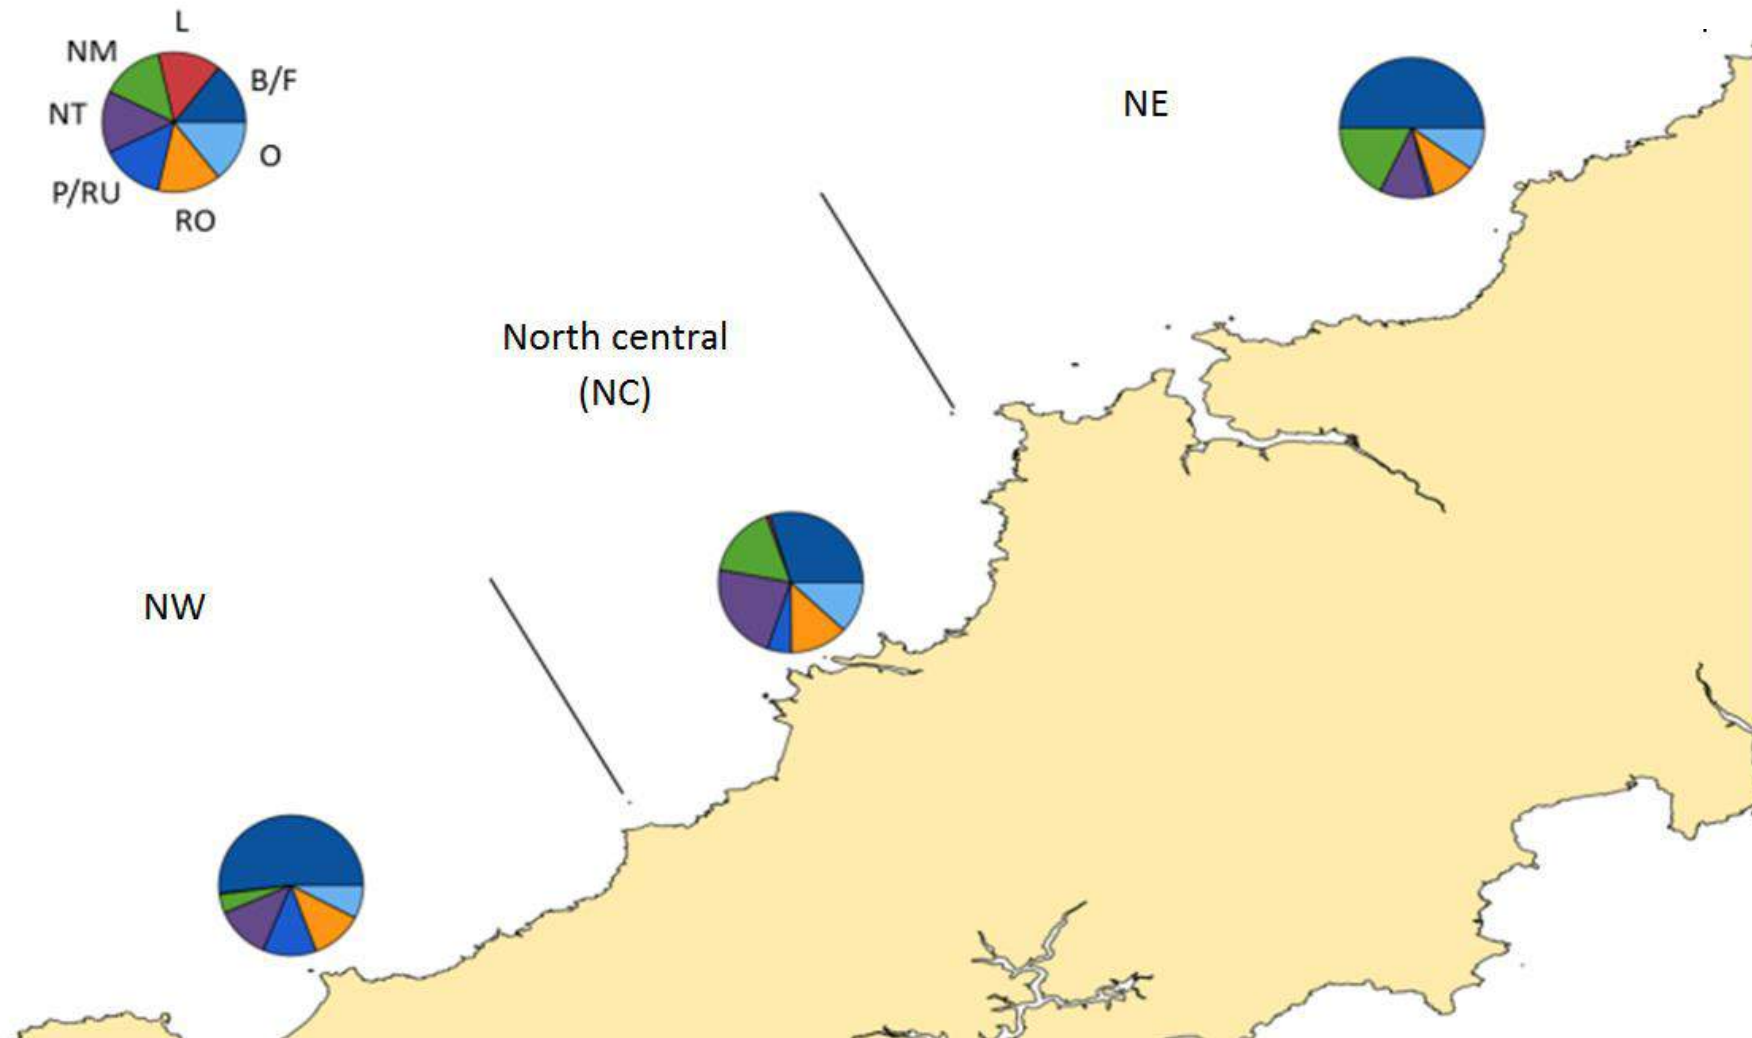 L
NM
B/F
NT
O
P/RU
RO
NE
North central
(NC)
NW